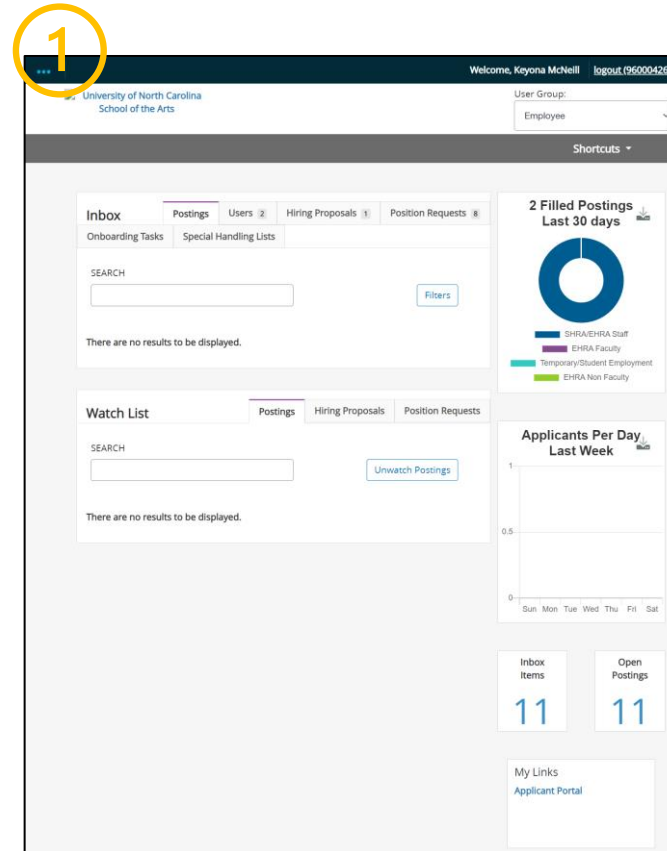 1
...
Welcome, Keyona McNeill logout (96000426
University of North Carolina
School of the Arts
User Group:
Employee
Shortcuts
Inbox
Postings
Users 2
Hiring Proposals 1
Position Requests 8
Onboarding Tasks
Special Handling Lists
SEARCH
Filters
There are no results to be displayed.
2 Filled Postings
Last 30 days
SHRA/EHRA Staff
EHRA Faculty
Temporary/Student Employment
EHRA Non Faculty
Watch List
Postings
Hiring Proposals
Position Requests
SEARCH
Unwatch Postings
There are no results to be displayed.
Applicants Per Day
Last Week
1
0.5
0
Sun Mon Tue Wed Thu Fri Sat
Inbox
Items
11
Open
Postings
11
My Links
Applicant Portal